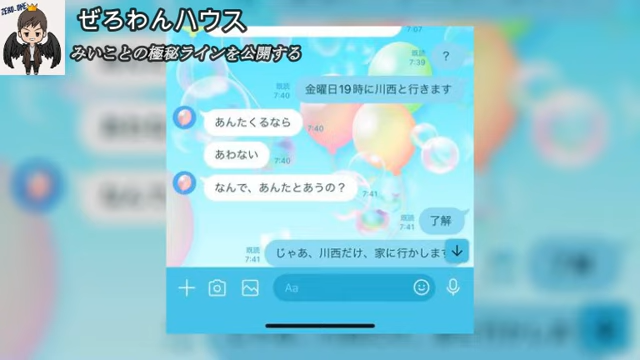 ZERO-ONE
ぜろわんハウス
みいことの極秘ラインを公開する
7:07
既読
7:39
?
既読
7:40
金曜日19時に川西と行きます
あんたくるなら
7:40
あわない
7:40
なんで、あんたとあうの?
7:41
既読
7:41
了解
既読
7:41
じゃあ、川西だけ、家に行かします
Aa